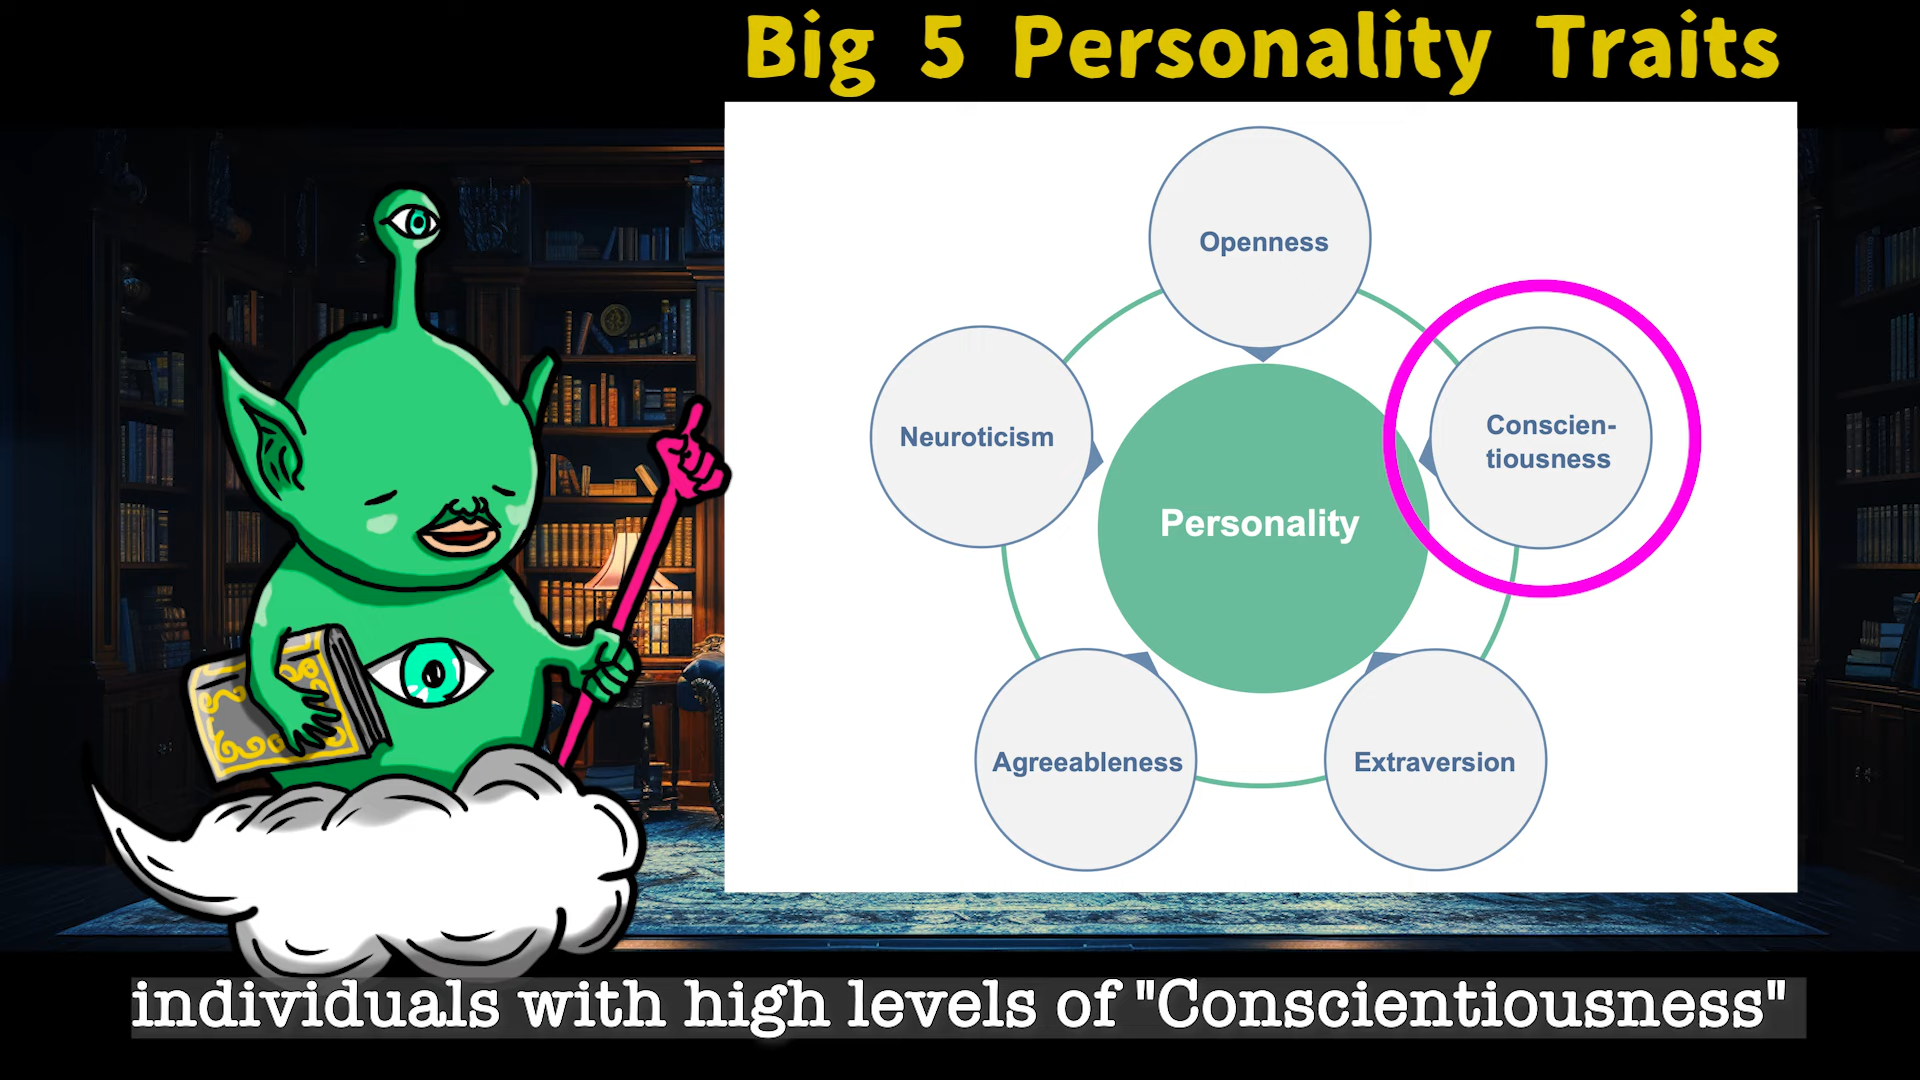 Big 5 Personality Traits
Openness
Conscien-
tiousness
Neuroticism
Personality
Agreeableness
Extraversion
individuals with high levels of "Conscientiousness"